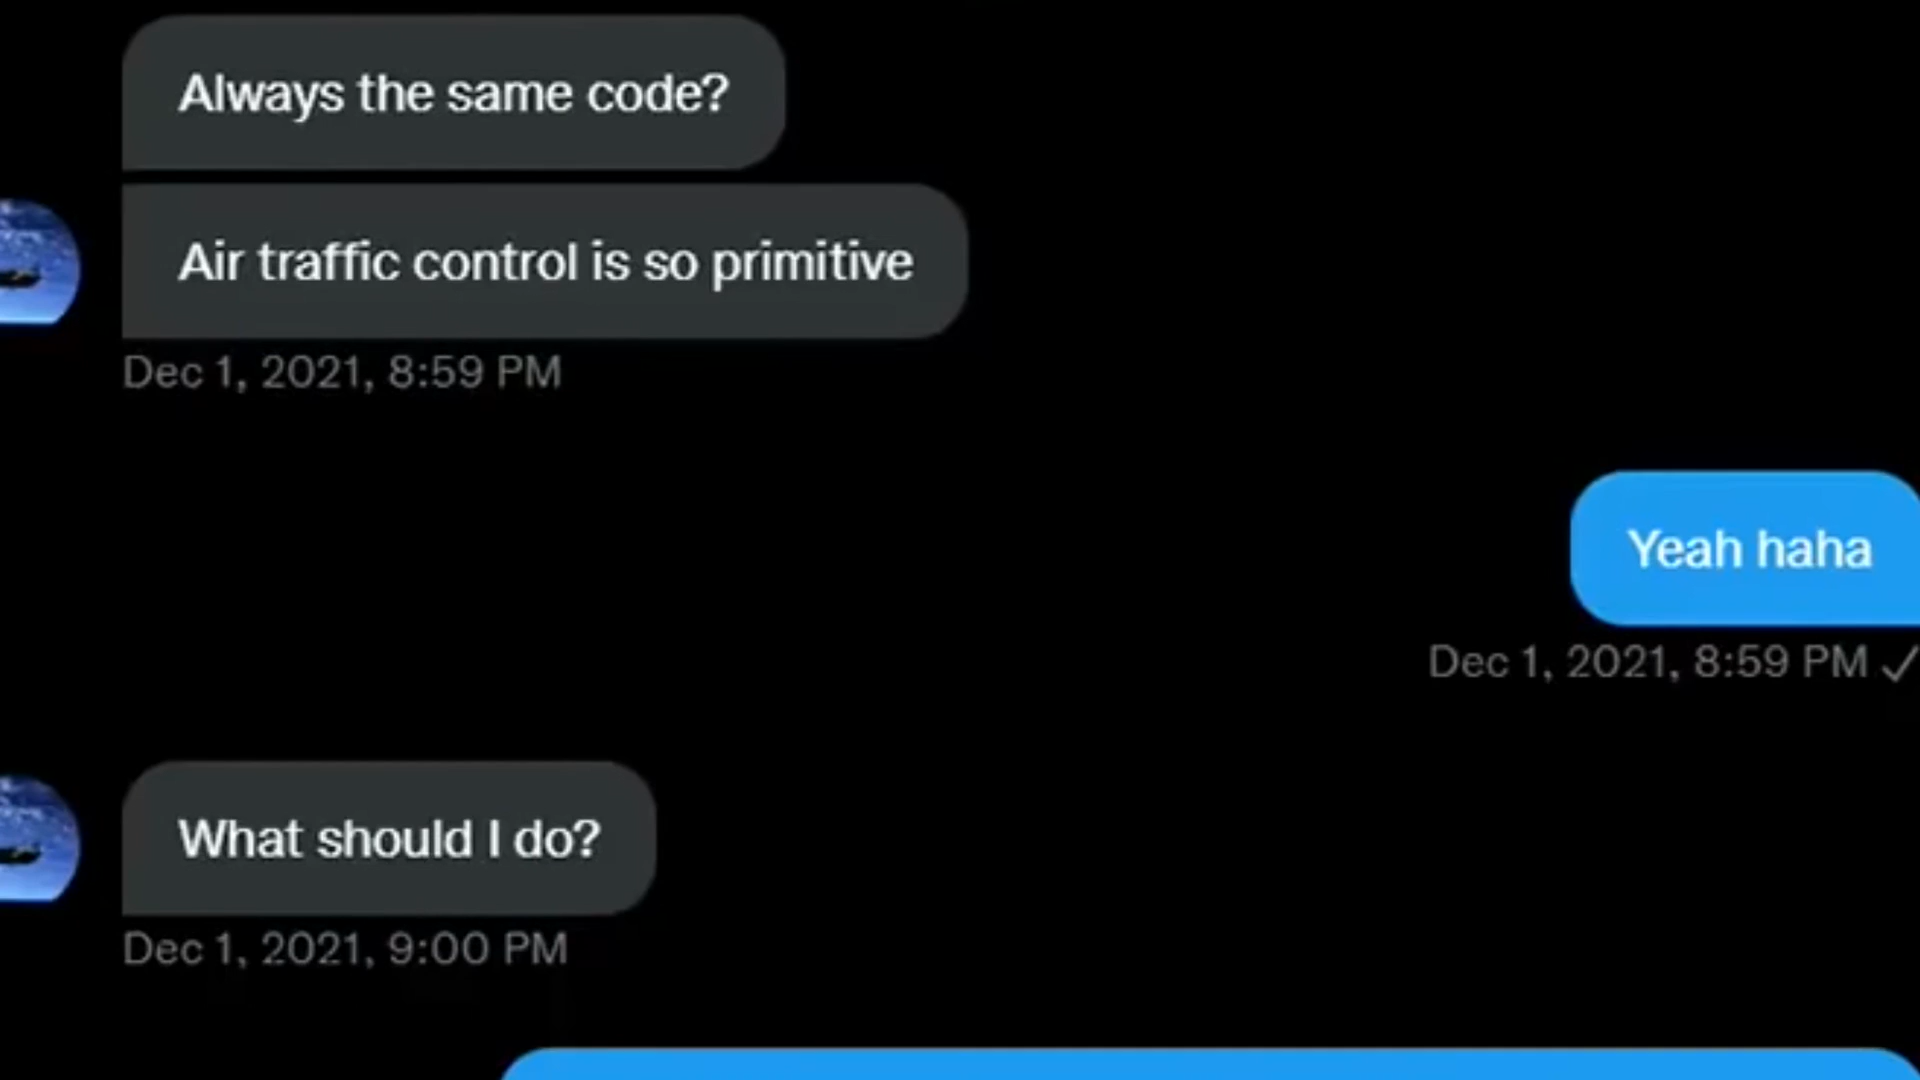 Always the same code?
Air traffic control is so primitive
Dec 1, 2021, 8:59 PM
Yeah haha
Dec 1, 2021, 8:59 PM
What should I do?
Dec 1, 2021, 9:00 PM